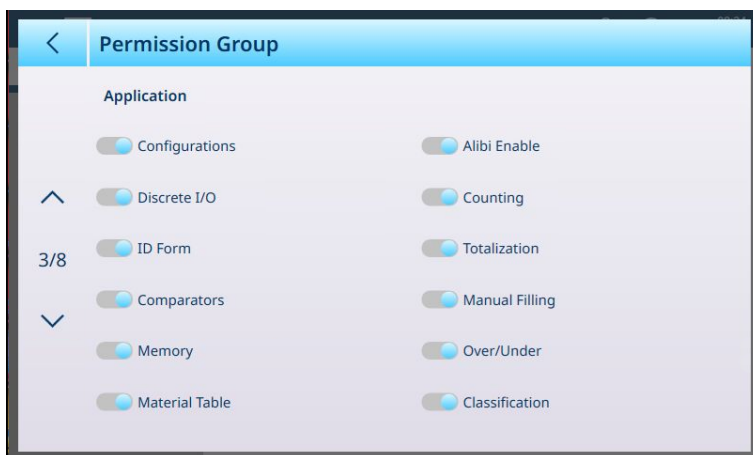 Permission Group
Application
Configurations
Alibi Enable
Discrete I/O
Counting
ID Form
Totalization
3/8
Comparators
Manual Filling
Memory
Over/Under
Material Table
Classification